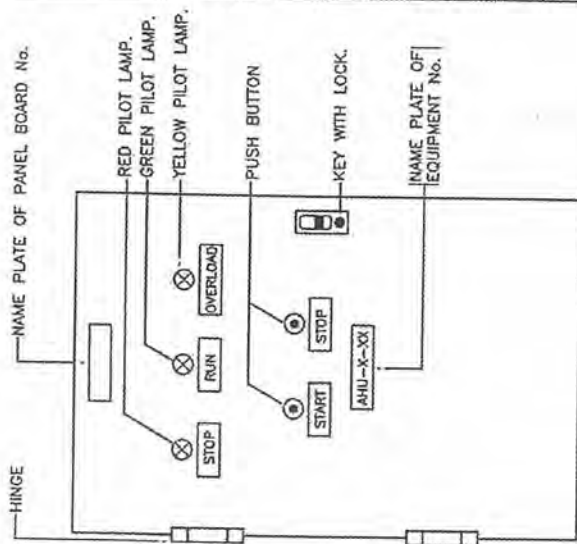 HINGE
NAME PLATE OF PANEL BOARD No.
RED PILOT LAMP.
GREEN PILOT LAMP.
YELLOW PILOT LAMP.
PUSH BUTTON
KEY WITH LOCK.
NAME PLATE OF
EQUIPMENT No.
STOP
RUN
OVERLOAD
START
STOP
AHU-X-XX